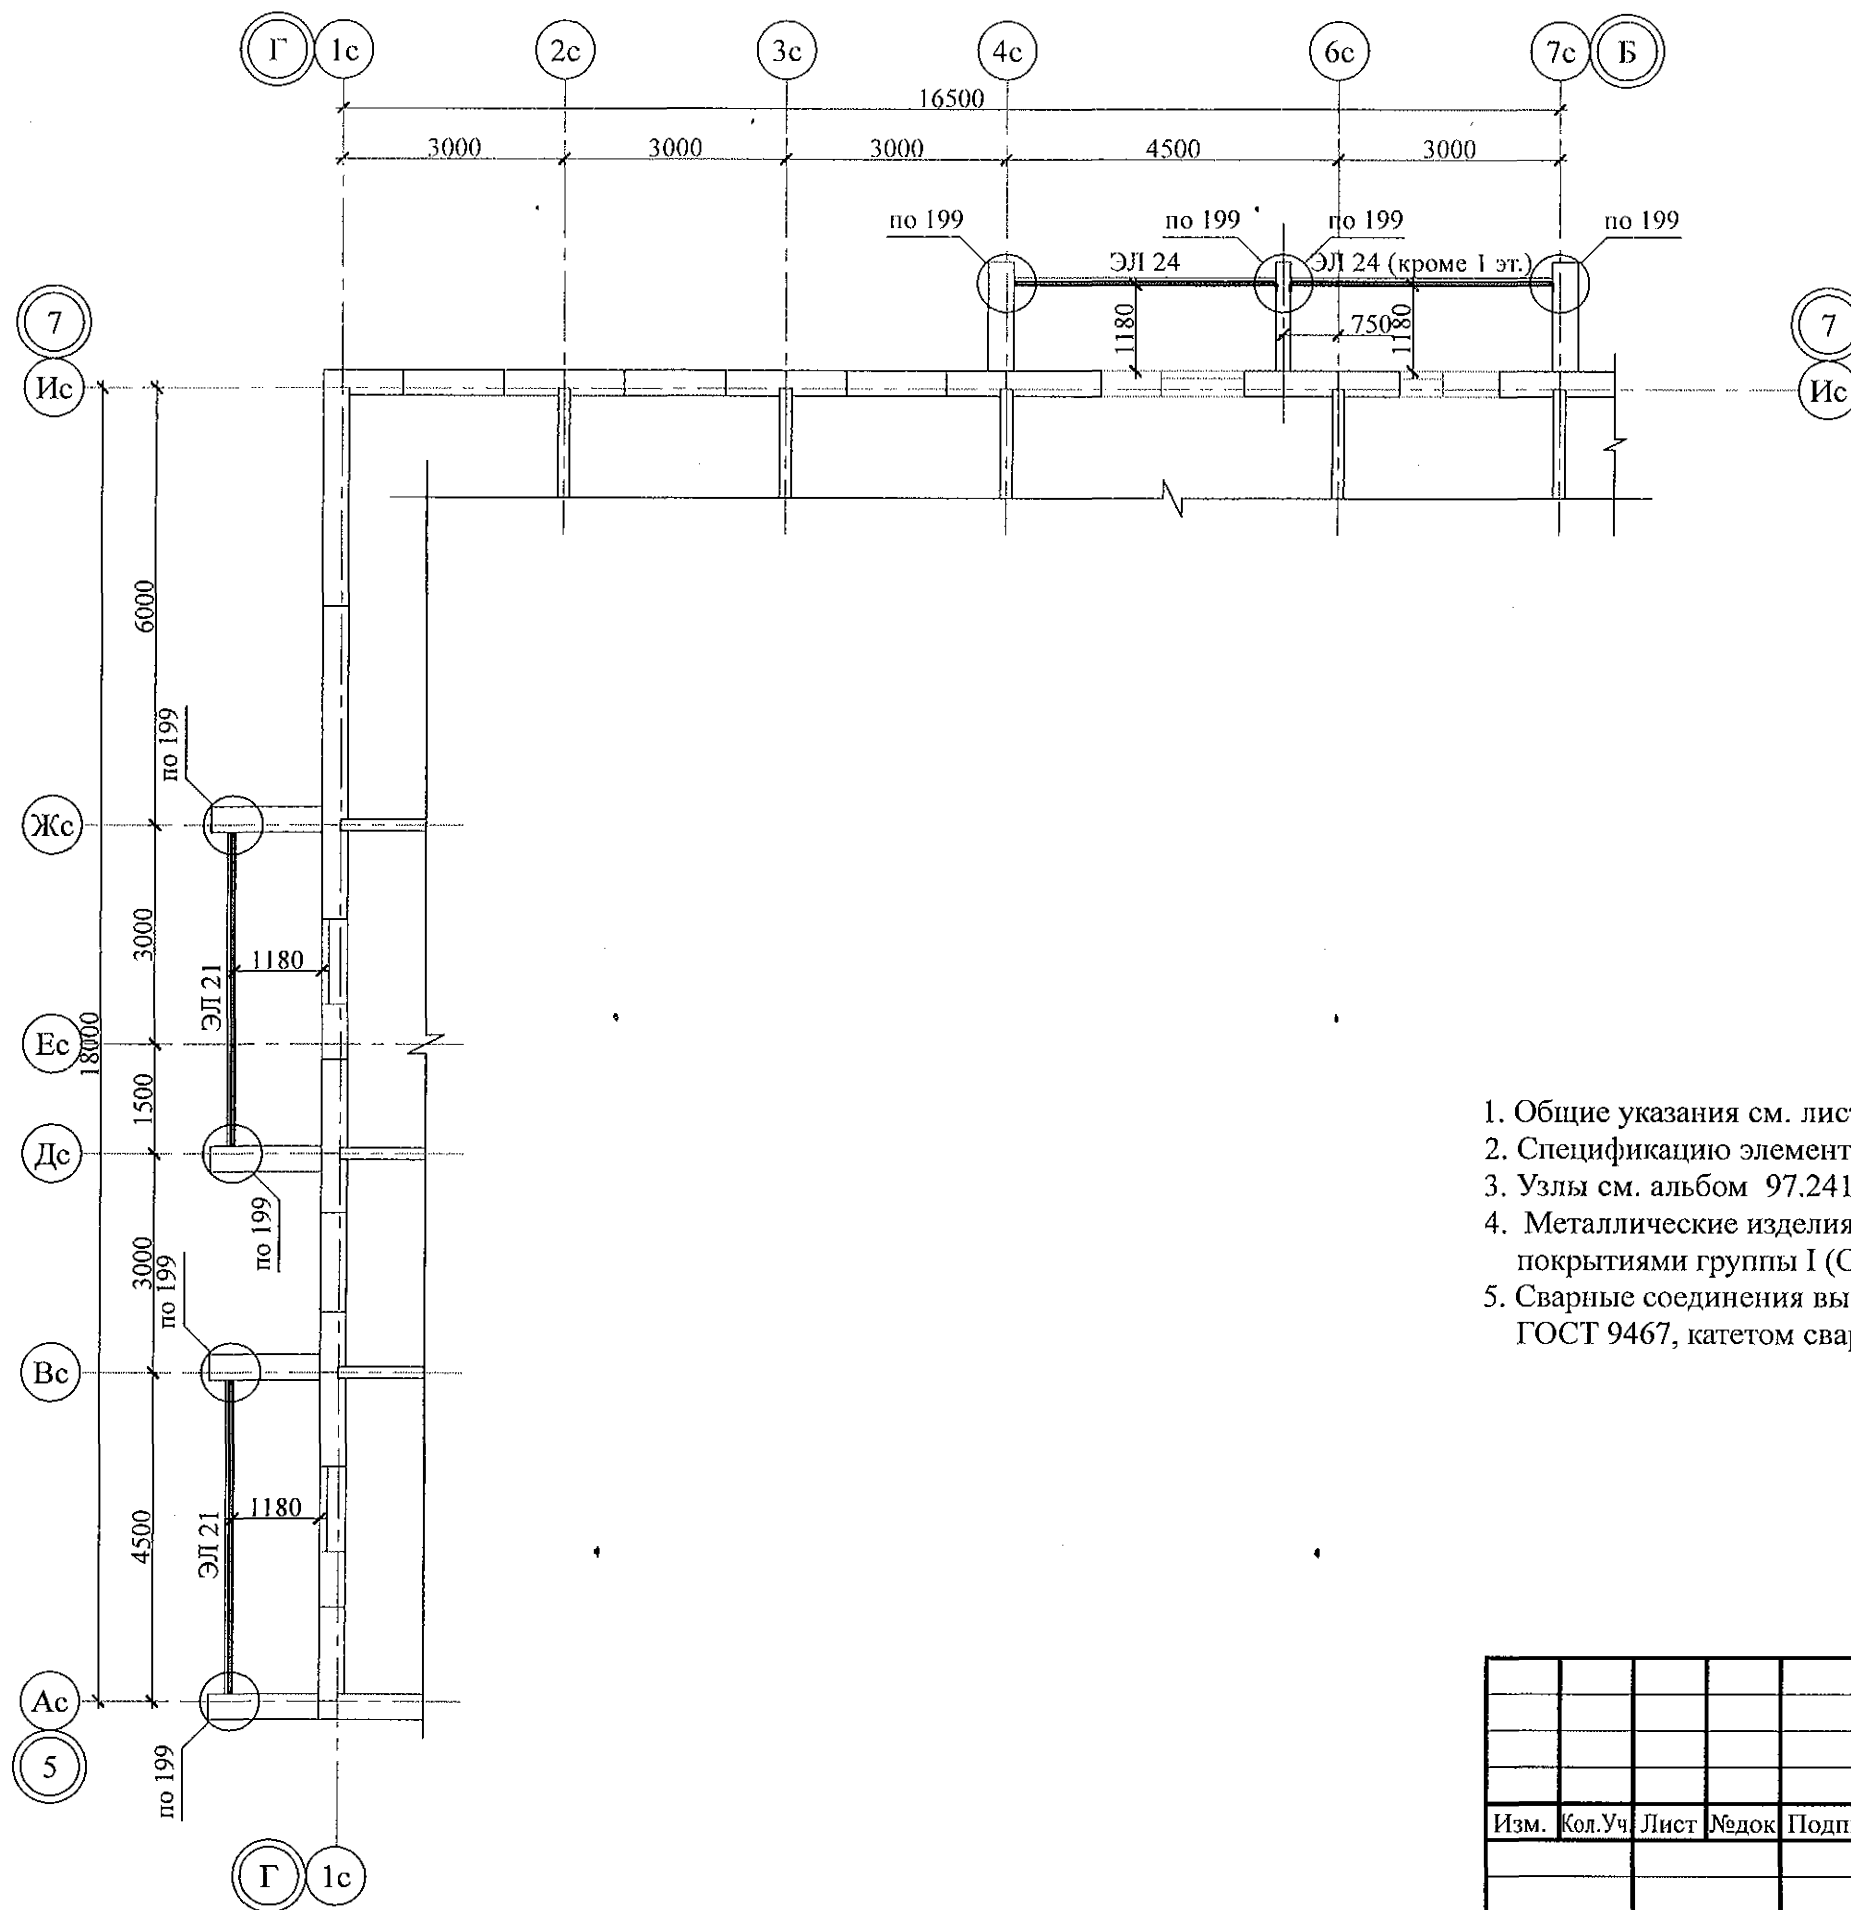 Г 1с 2с 3с 4с 6с 7с Б
16500
3000 3000 3000 4500 3000
по 199 по 199 по 199 по 199
ЭЛ 24 ЭЛ 24 (кроме 1 эт.)
1180 750 1180
7 7
Ис Ис
6000
по 199
Жс
3000
ЭЛ 21 1180
Ес
18000
1500
Дс
по 199
3000
по 199
Вс
4500
ЭЛ 21 1180
Ас
5
по 199
Г 1с
1. Общие указания см. лис
2. Спецификацию элемент
3. Узлы см. альбом 97.241
4. Металлические изделия
покрытиями группы I (С
5. Сварные соединения вы
ГОСТ 9467, катетом сва
Изм. Кол.Уч. Лист №док Подп